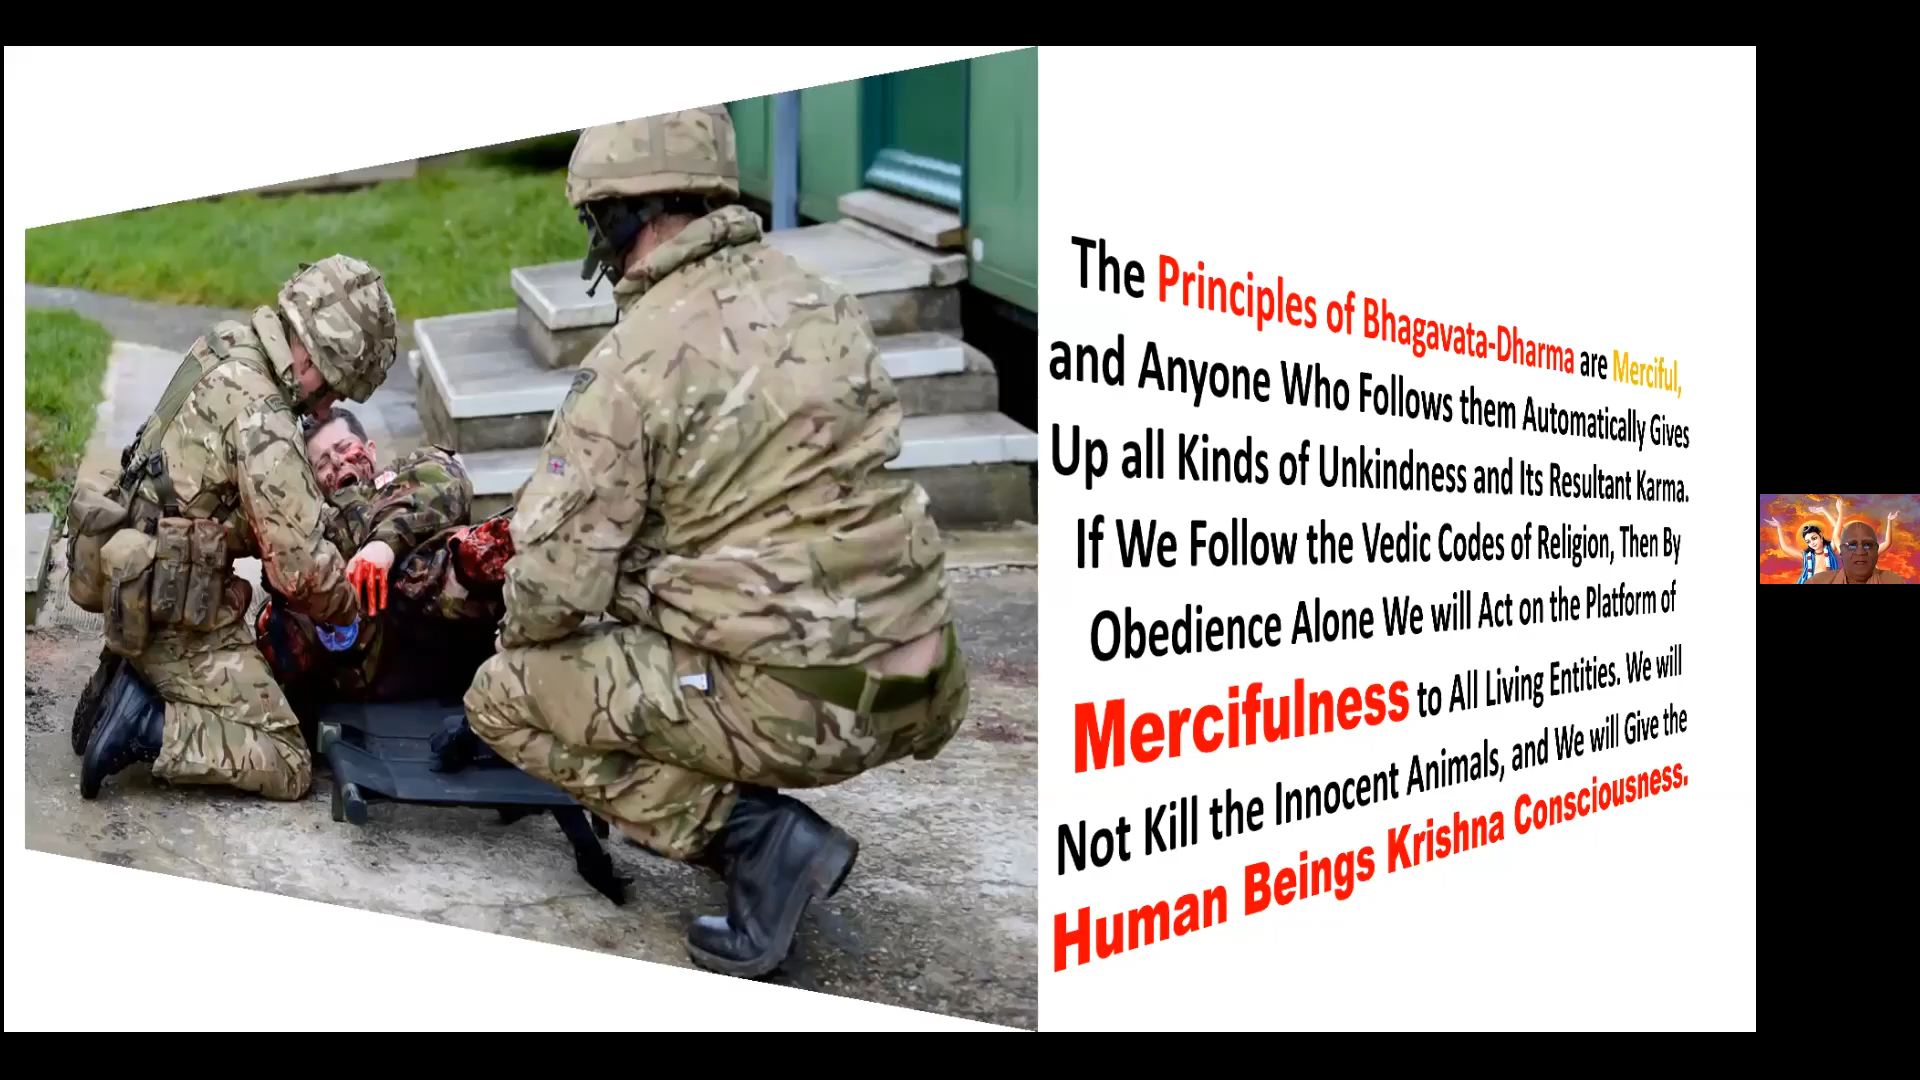 The Principles of Bhagavata-Dharma are Merciful,
and Anyone Who Follows them Automatically Gives
Up all Kinds of Unkindness and Its Resultant Karma.
If We Follow the Vedic Codes of Religion, Then By
Obedience Alone We will Act on the Platform of
Mercifulness to All Living Entities. We will
Not Kill the Innocent Animals, and We will Give the
Human Beings Krishna Consciousness.